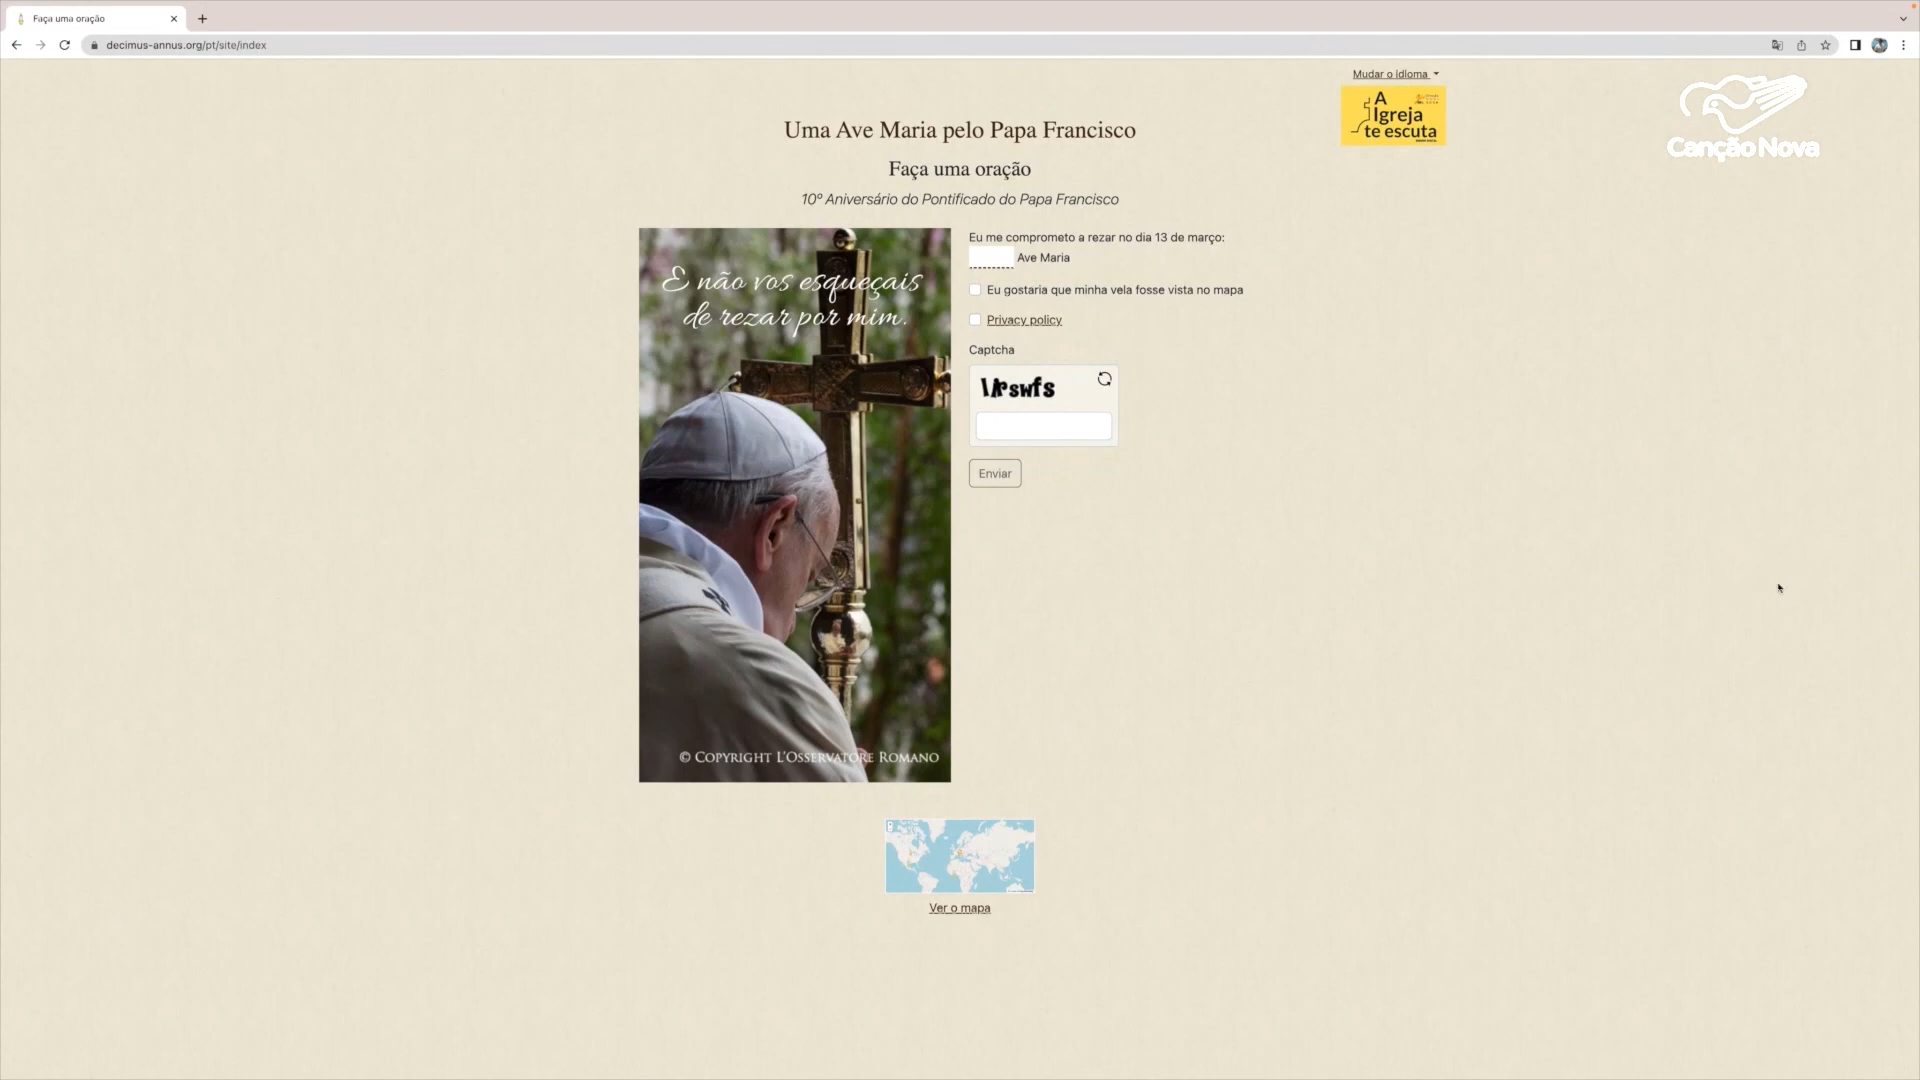 Faça uma oração
decimus-annus.org/pt/site/index
Mudar o idioma
A
Igreja
te escuta
Canção Nova
Uma Ave Maria pelo Papa Francisco
Faça uma oração
10º Aniversário do Pontificado do Papa Francisco
E não vos esqueçais
de rezar por mim.
© COPYRIGHT L'OSSERVATORE ROMANO
Eu me comprometo a rezar no dia 13 de março:
Ave Maria
Eu gostaria que minha vela fosse vista no mapa
Privacy policy
Captcha
Enviar
Ver o mapa